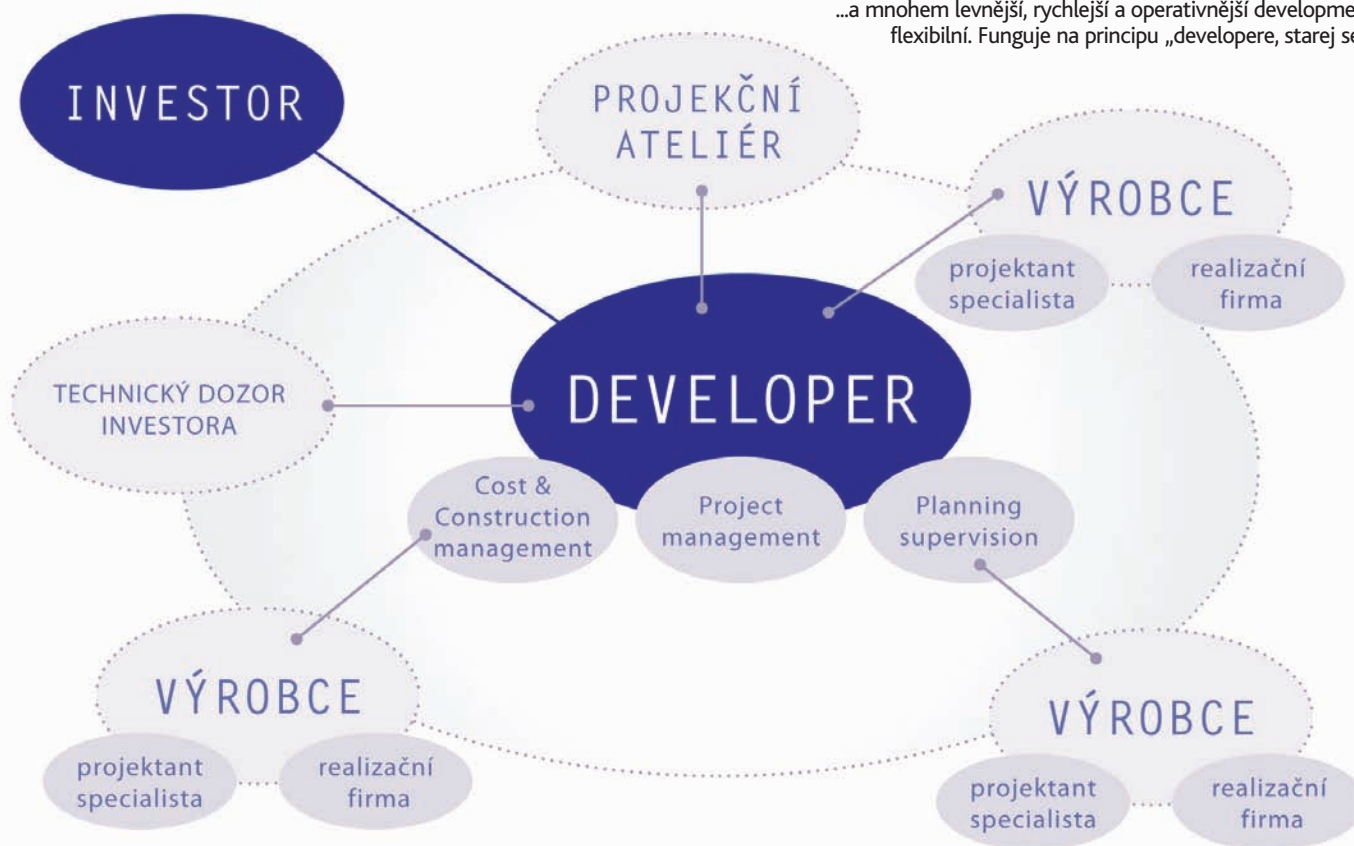 ...a mnohem levnější, rychlejší a operativnější
flexibilní. Funguje na principu „developere, starej
INVESTOR
PROJEKČNÍ
ATELIÉR
VÝROBCE
projektant
specialista
realizační
firma
TECHNICKÝ DOZOR
INVESTORA
DEVELOPER
Cost &
Construction
management
Project
management
Planning
supervision
VÝROBCE
projektant
specialista
realizační
firma
VÝROBCE
projektant
specialista
realizační
firma